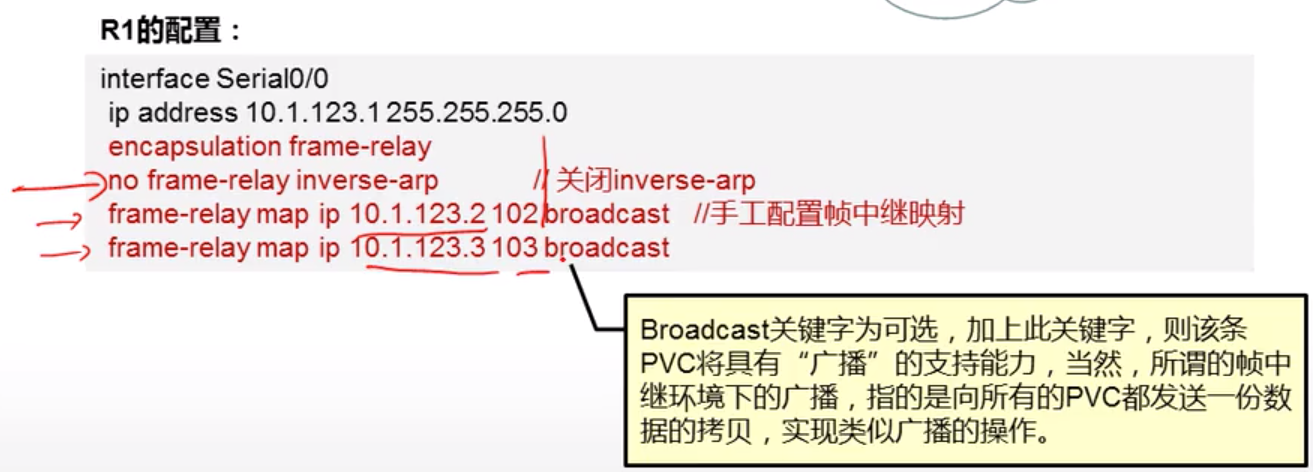 R1的配置：
interface Serial0/0
ip address 10.1.123.1 255.255.255.0
encapsulation frame-relay
no frame-relay inverse-arp // 关闭inverse-arp
frame-relay map ip 10.1.123.2 102 broadcast //手工配置帧中继映射
frame-relay map ip 10.1.123.3 103 broadcast
Broadcast关键字为可选，加上此关键字，则该条
PVC将具有“广播”的支持能力，当然，所谓的帧中
继环境下的广播，指的是向所有的PVC都发送一份数
据的拷贝，实现类似广播的操作。